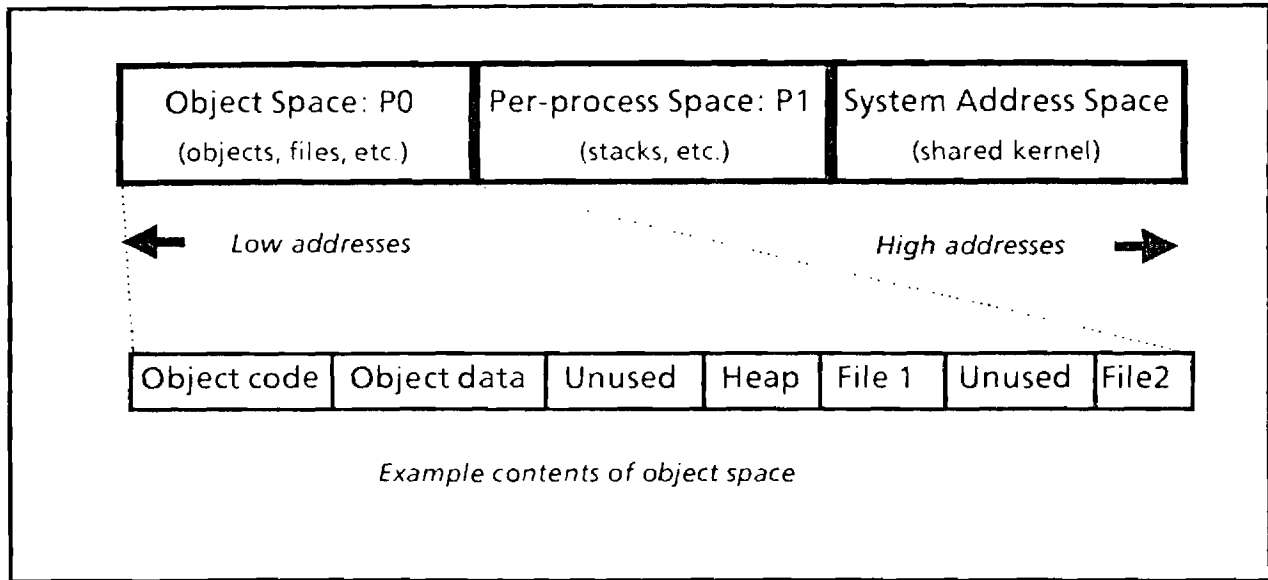 Object Space: P0 Per-process Space: P1 System Address Space
(objects, files, etc.) (stacks, etc.) (shared kernel)
Low addresses High addresses
Object code Object data Unused Heap File 1 Unused File2
Example contents of object space